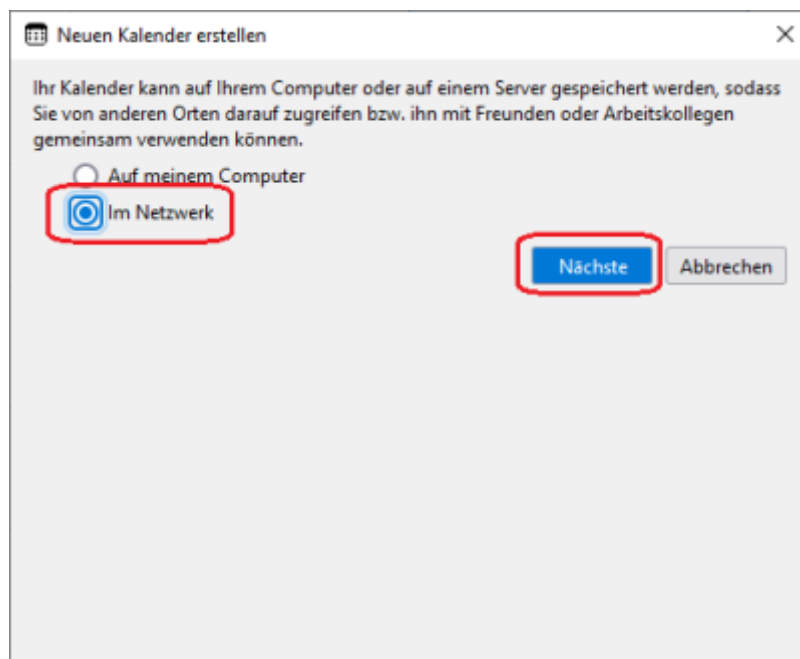 Neuen Kalender erstellen
Ihr Kalender kann auf Ihrem Computer oder auf einem Server gespeichert werden, sodass
Sie von anderen Orten darauf zugreifen bzw. ihn mit Freunden oder Arbeitskollegen
gemeinsam verwenden können.
Auf meinem Computer
Im Netzwerk
Nächste Abbrechen